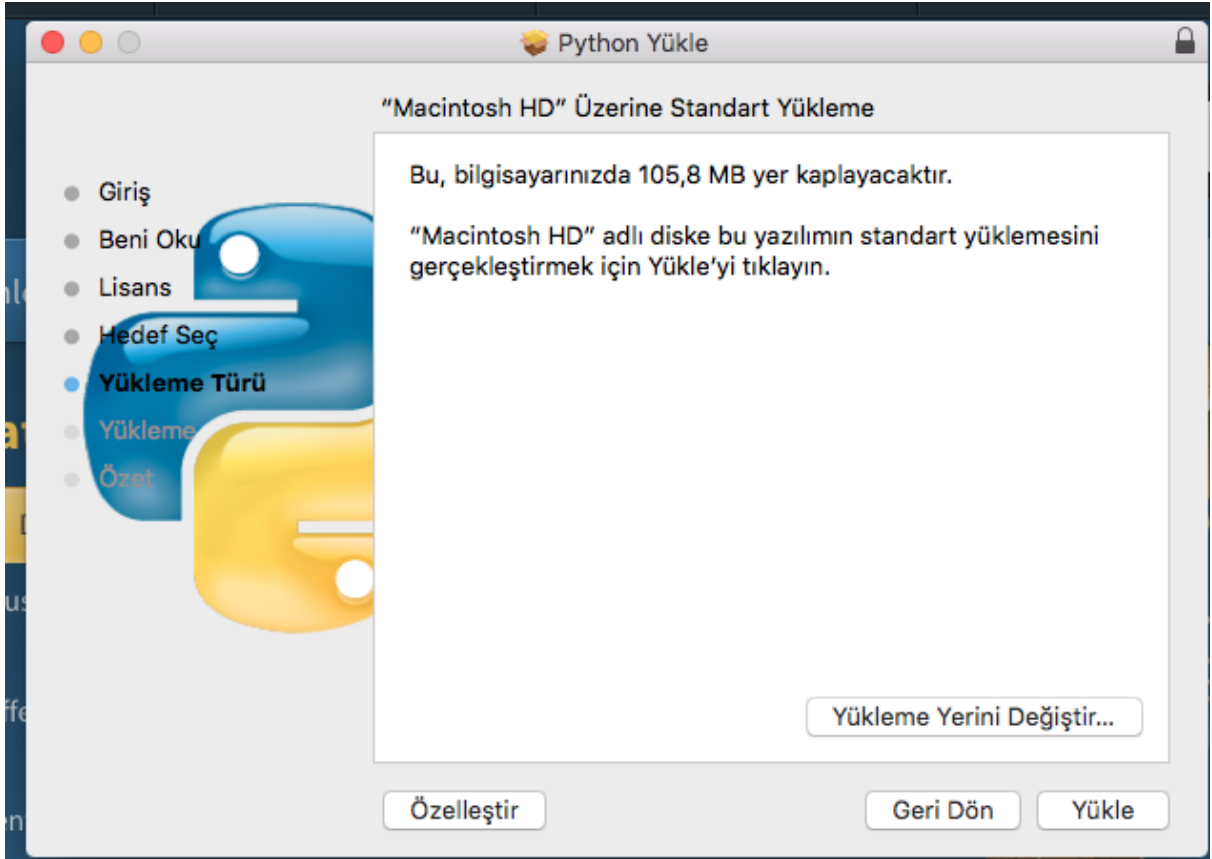 Python Yükle
“Macintosh HD” Üzerine Standart Yükleme
Giriş
Beni Oku
Lisans
Hedef Seç
Yükleme Türü
Yükleme
Özet
Bu, bilgisayarınızda 105,8 MB yer kaplayacaktır.
“Macintosh HD” adlı diske bu yazılımın standart yüklemesini
gerçekleştirmek için Yükle’yi tıklayın.
Yükleme Yerini Değiştir...
Özelleştir
Geri Dön
Yükle